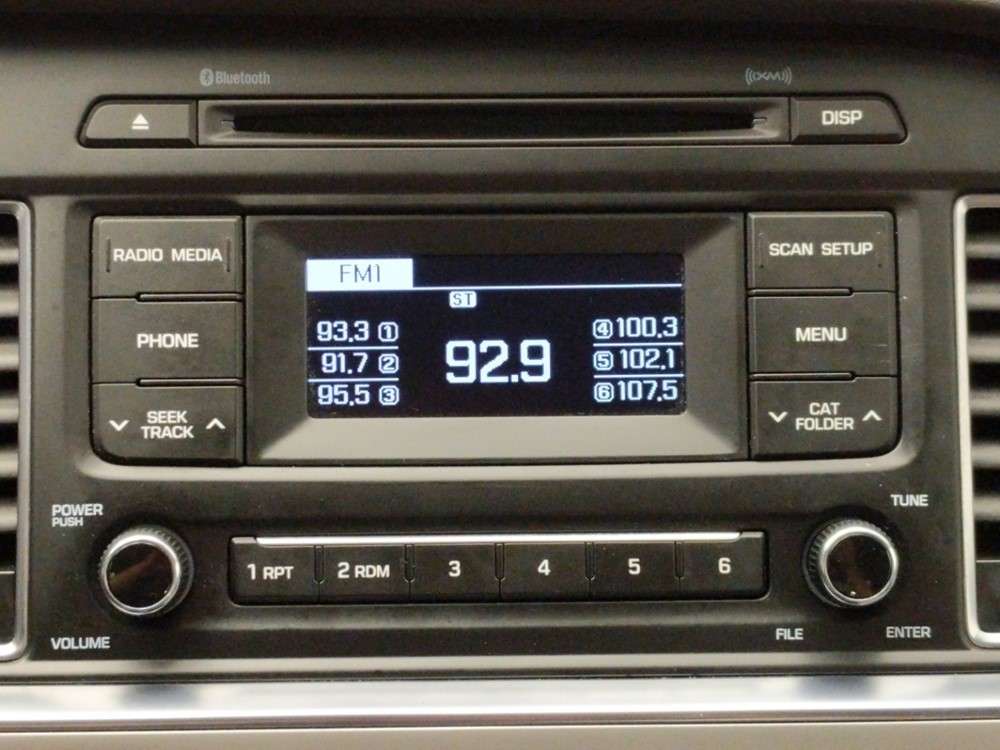 Bluetooth
((XM))
DISP
RADIO MEDIA
SCAN SETUP
FM1
ST
PHONE
MENU
93.3 1
91.7 2
95.5 3
92.9
4 100.3
5 102.1
6 107.5
SEEK
TRACK
CAT
FOLDER
POWER
PUSH
TUNE
1 RPT
2 RDM
3
4
5
6
VOLUME
FILE
ENTER